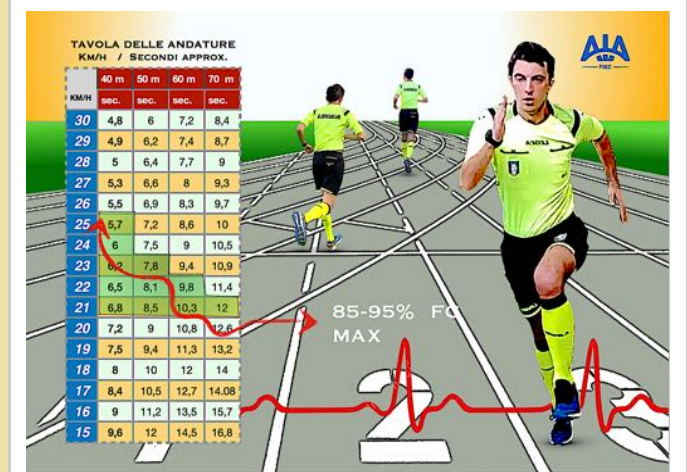 TAVOLA DELLE ANDATURE
KM/H / SECONDI APPROX.
40 m 50 m 60 m 70 m
KM/H sec. sec. sec. sec.
30 4,8 6 7,2 8,4
29 4,9 6,2 7,4 8,7
28 5 6,4 7,7 9
27 5,3 6,6 8 9,3
26 5,5 6,9 8,3 9,7
25 5,7 7,2 8,6 10
24 6 7,5 9 10,5
23 6,2 7,8 9,4 10,9
22 6,5 8,1 9,8 11,4
21 6,8 8,5 10,3 12
20 7,2 9 10,8 12,6
19 7,5 9,4 11,3 13,2
18 8 10 12 14
17 8,4 10,5 12,7 14.08
16 9 11,2 13,5 15,7
15 9,6 12 14,5 16,8
AIA
FIGC
LEGEA
ASCOLI
85-95% FC
MAX
2